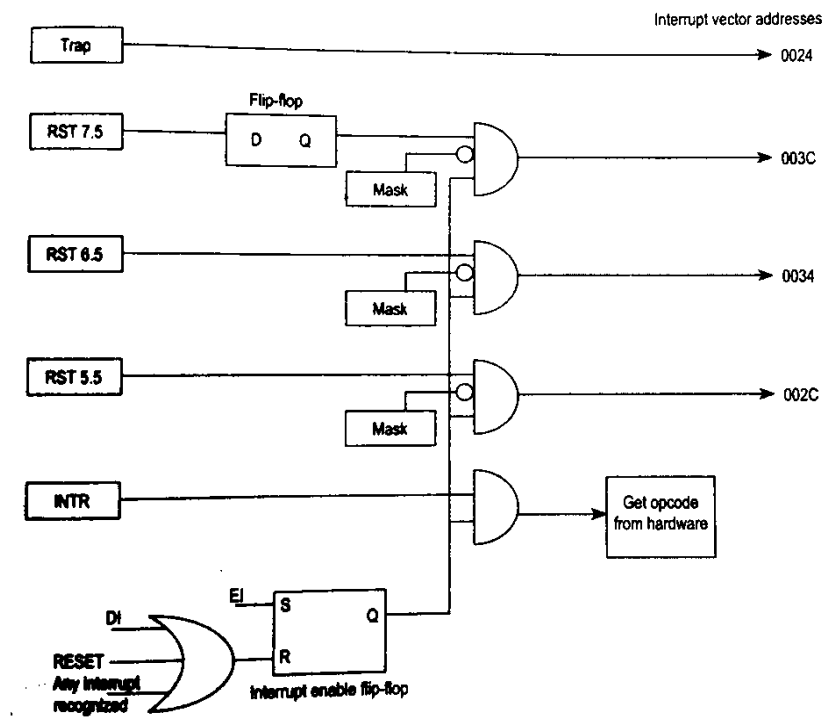 Interrupt vector addresses
Trap
0024
Flip-flop
RST 7.5
D Q
003C
Mask
RST 6.5
0034
Mask
RST 5.5
002C
Mask
INTR
Get opcode
from hardware
EI
S
Q
DI
R
RESET
Any interrupt
recognized
Interrupt enable flip-flop